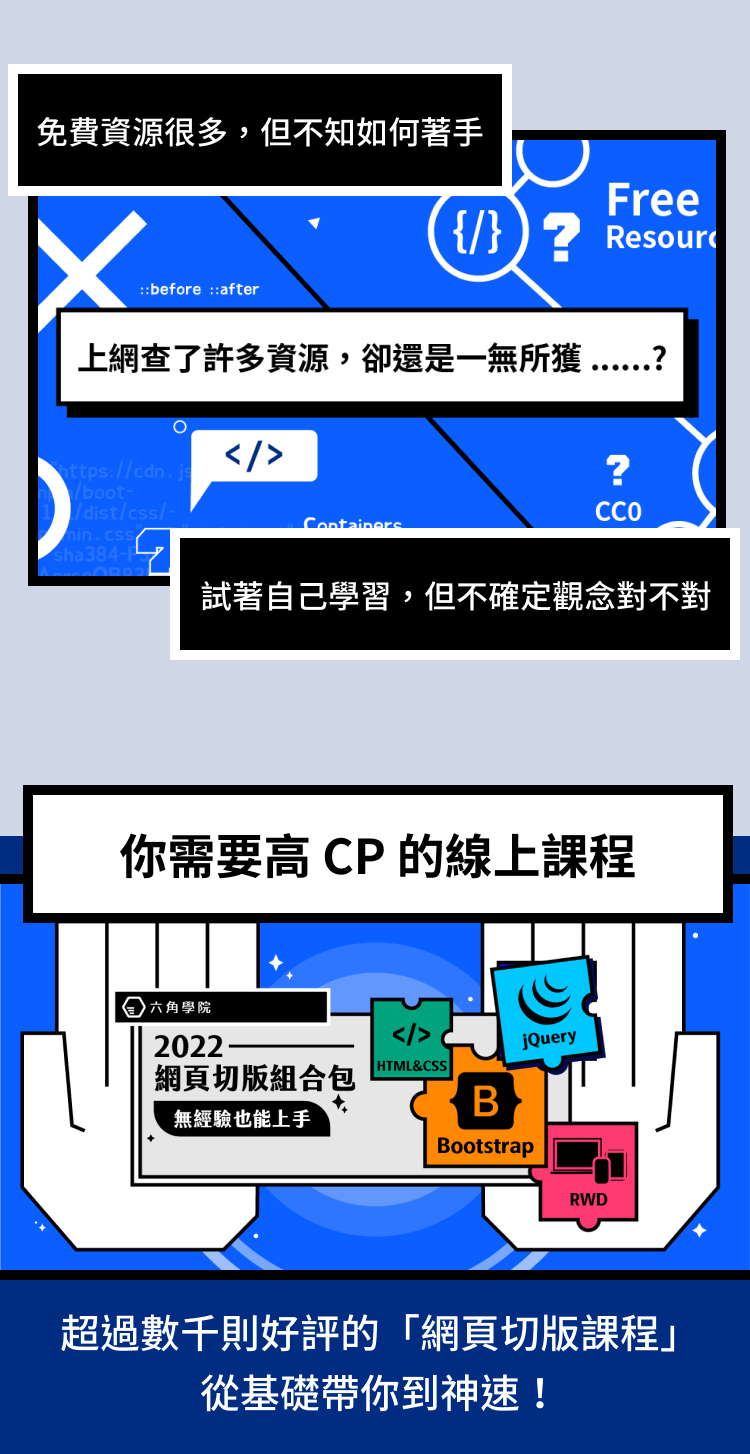 免費資源很多，但不知如何著手
{/}
?
Free
Resourc
::before ::after
上網查了許多資源，卻還是一無所獲 ......?
</>
https://cdn.js
/boot-
/dist/css/-
min.css"
sha384-
?
CC0
Containers
試著自己學習，但不確定觀念對不對
你需要高 CP 的線上課程
六角學院
2022
網頁切版組合包
無經驗也能上手
</>
HTML&CSS
jQuery
B
Bootstrap
RWD
超過數千則好評的「網頁切版課程」
從基礎帶你到神速！